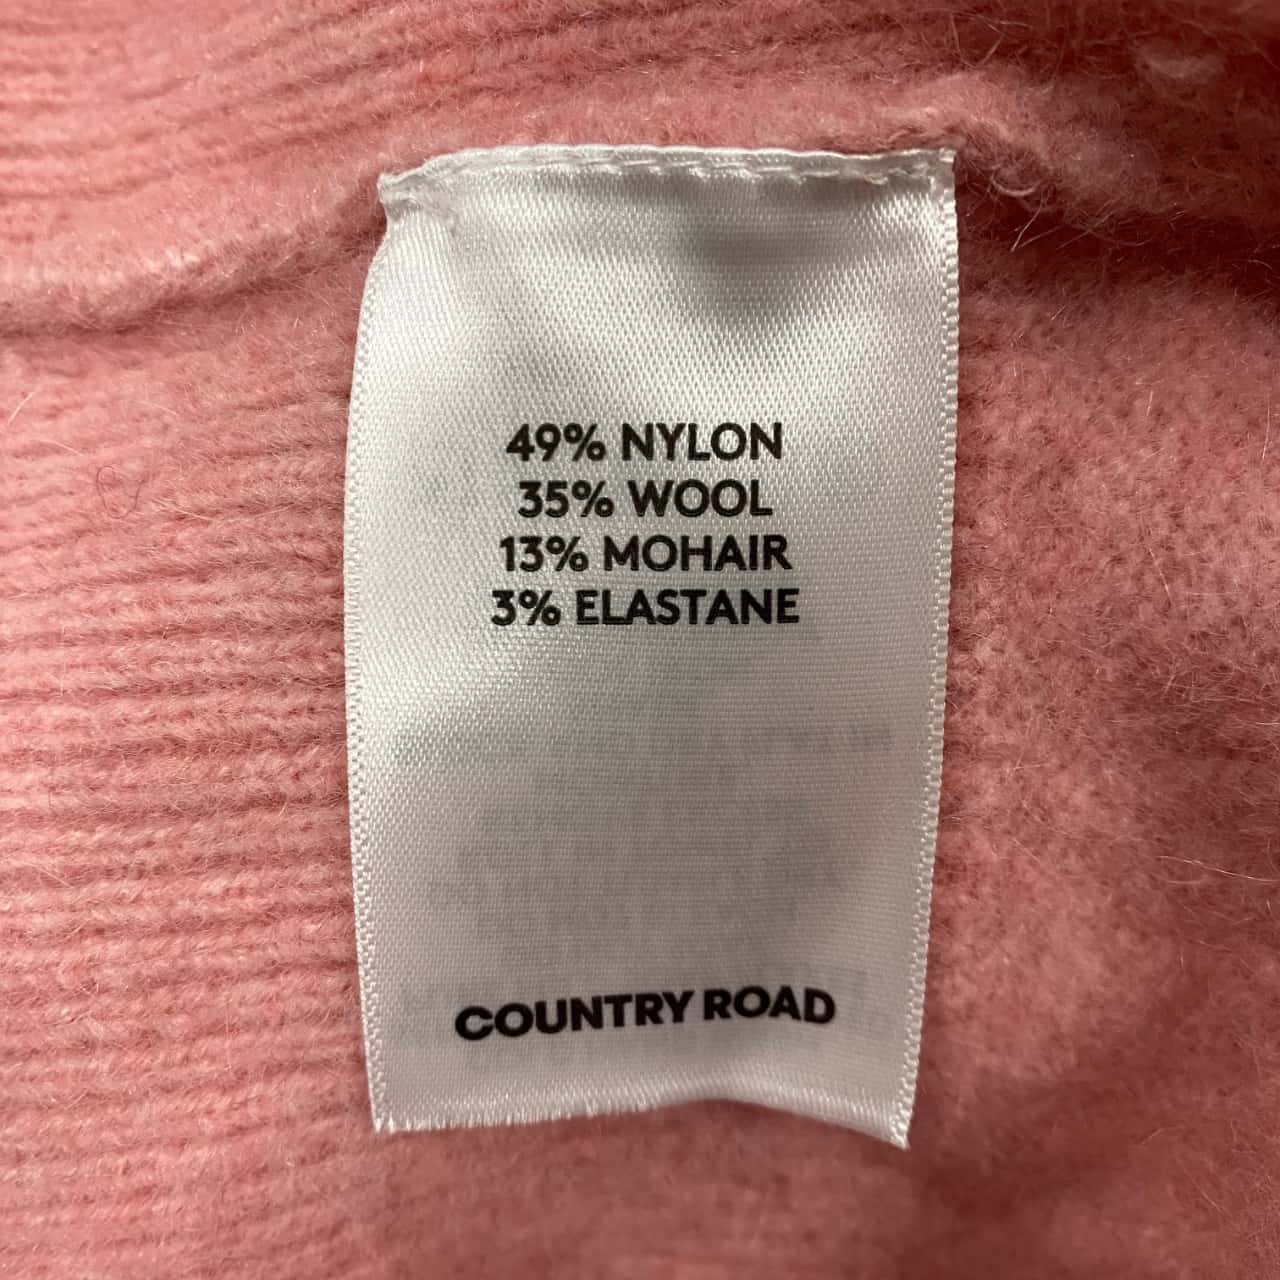 49% NYLON
35% WOOL
13% MOHAIR
3% ELASTANE
COUNTRY ROAD